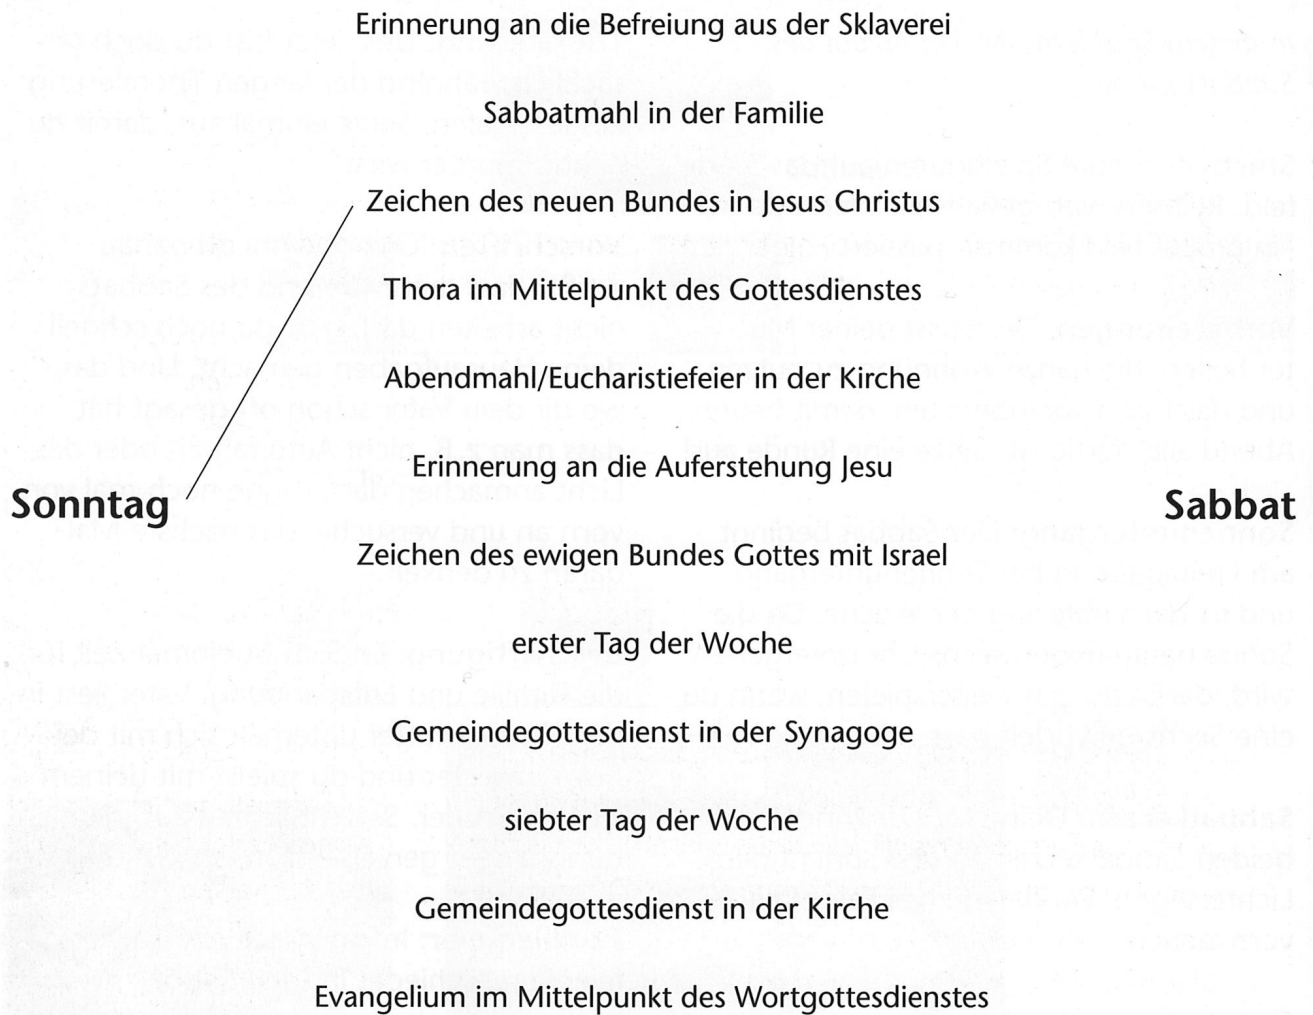 Erinnerung an die Befreiung aus der Sklaverei
Sabbatmahl in der Familie
Zeichen des neuen Bundes in Jesus Christus
Thora im Mittelpunkt des Gottesdienstes
Abendmahl/Eucharistiefeier in der Kirche
Erinnerung an die Auferstehung Jesu
Sonntag
Sabbat
Zeichen des ewigen Bundes Gottes mit Israel
erster Tag der Woche
Gemeindegottesdienst in der Synagoge
siebter Tag der Woche
Gemeindegottesdienst in der Kirche
Evangelium im Mittelpunkt des Wortgottesdienstes